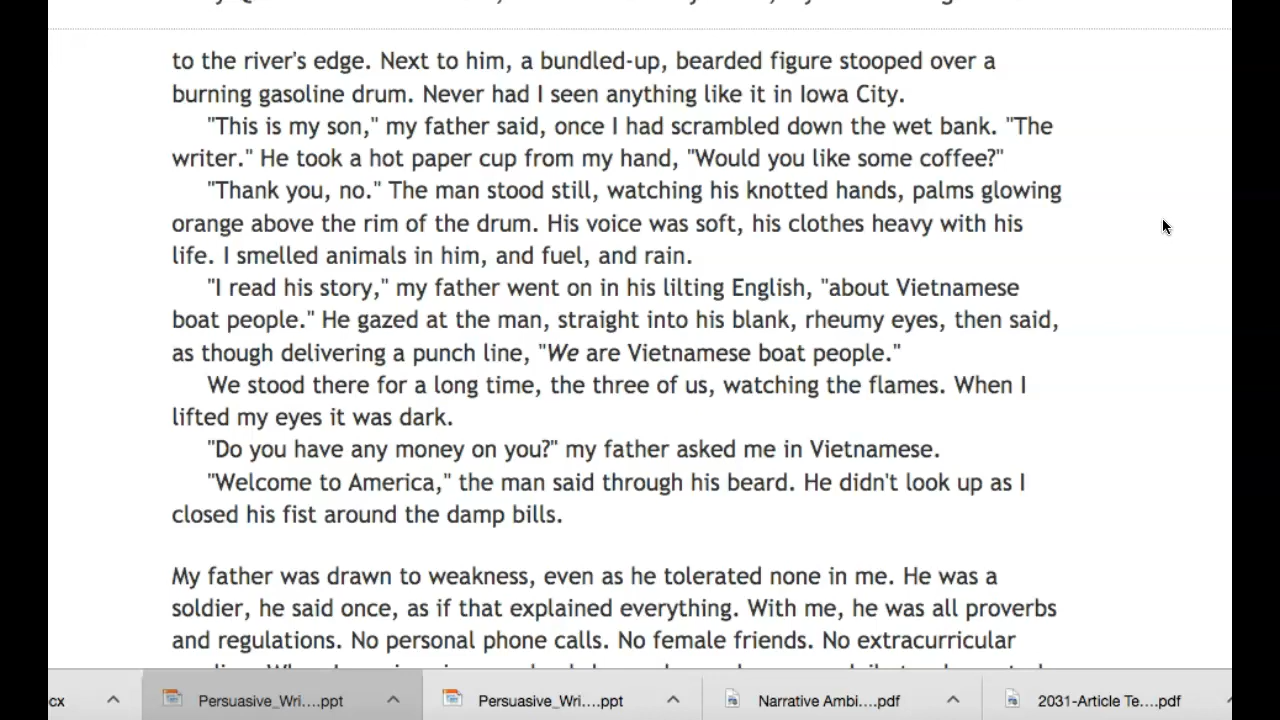 to the river's edge. Next to him, a bundled-up, bearded figure stooped over a
burning gasoline drum. Never had I seen anything like it in Iowa City.
"This is my son," my father said, once I had scrambled down the wet bank. "The
writer." He took a hot paper cup from my hand, "Would you like some coffee?"
"Thank you, no." The man stood still, watching his knotted hands, palms glowing
orange above the rim of the drum. His voice was soft, his clothes heavy with his
life. I smelled animals in him, and fuel, and rain.
"I read his story," my father went on in his lilting English, "about Vietnamese
boat people." He gazed at the man, straight into his blank, rheumy eyes, then said,
as though delivering a punch line, "We are Vietnamese boat people."
We stood there for a long time, the three of us, watching the flames. When I
lifted my eyes it was dark.
"Do you have any money on you?" my father asked me in Vietnamese.
"Welcome to America," the man said through his beard. He didn't look up as I
closed his fist around the damp bills.
My father was drawn to weakness, even as he tolerated none in me. He was a
soldier, he said once, as if that explained everything. With me, he was all proverbs
and regulations. No personal phone calls. No female friends. No extracurricular
cx
Persuasive_Wri....ppt
Persuasive_Wri....ppt
Narrative Ambi....pdf
2031-Article Te....pdf